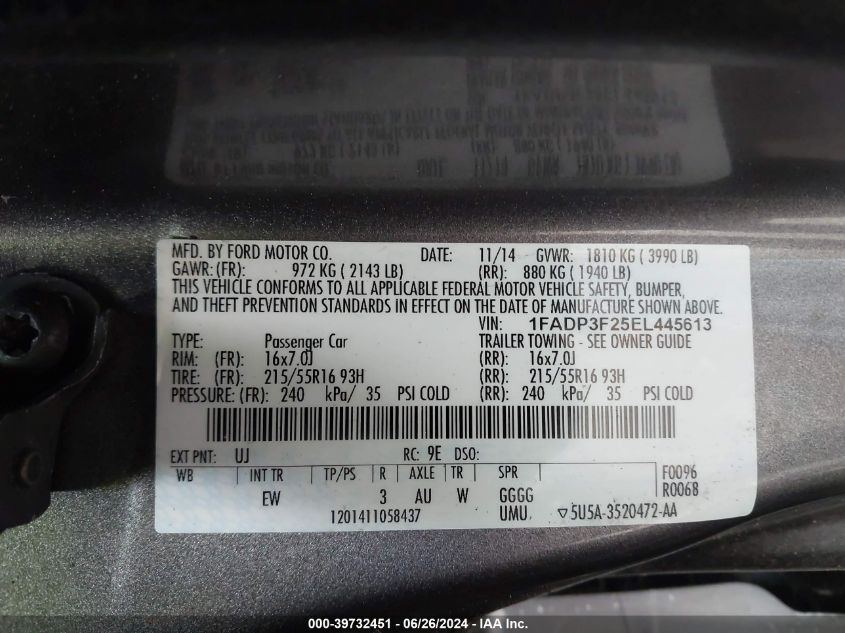 MFD. BY FORD MOTOR CO. DATE: 11/14 GVWR: 1810 KG ( 3990 LB)
GAWR: (FR): 972 KG ( 2143 LB) (RR): 880 KG ( 1940 LB)
THIS VEHICLE CONFORMS TO ALL APPLICABLE FEDERAL MOTOR VEHICLE SAFETY, BUMPER,
AND THEFT PREVENTION STANDARDS IN EFFECT ON THE DATE OF MANUFACTURE SHOWN ABOVE.
VIN: 1FADP3F25EL445613
TYPE: Passenger Car TRAILER TOWING - SEE OWNER GUIDE
RIM: (FR): 16x7.0J (RR): 16x7.0J
TIRE: (FR): 215/55R16 93H (RR): 215/55R16 93H
PRESSURE: (FR): 240 kPa/ 35 PSI COLD (RR): 240 kPa/ 35 PSI COLD
EXT PNT: UJ RC: 9E DSO:
WB INT TR TP/PS R AXLE TR SPR F0096
EW 3 AU W GGGG R0068
1201411058437 UMU ▽5U5A-3520472-AA
000-39732451 - 06/26/2024 - IAA Inc.